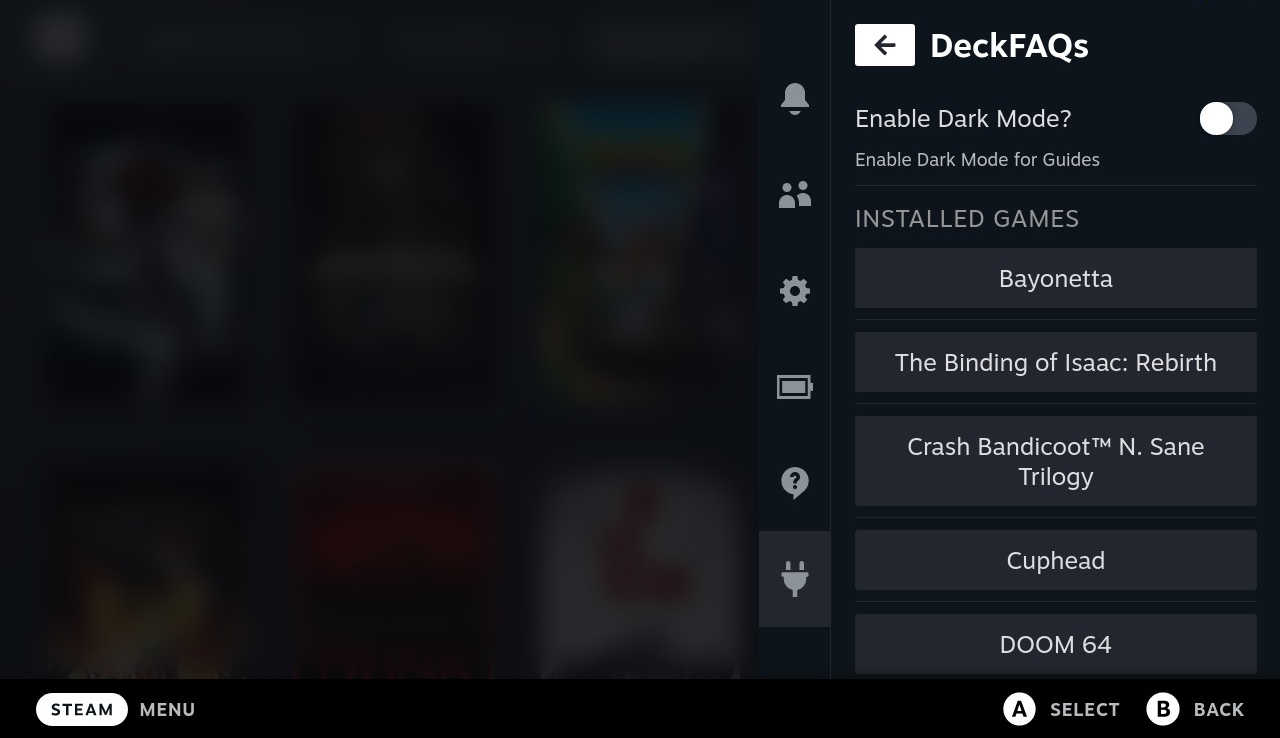 DeckFAQs
Enable Dark Mode?
Enable Dark Mode for Guides
INSTALLED GAMES
Bayonetta
The Binding of Isaac: Rebirth
Crash Bandicoot™ N. Sane
Trilogy
Cuphead
DOOM 64
STEAM MENU
A SELECT B BACK